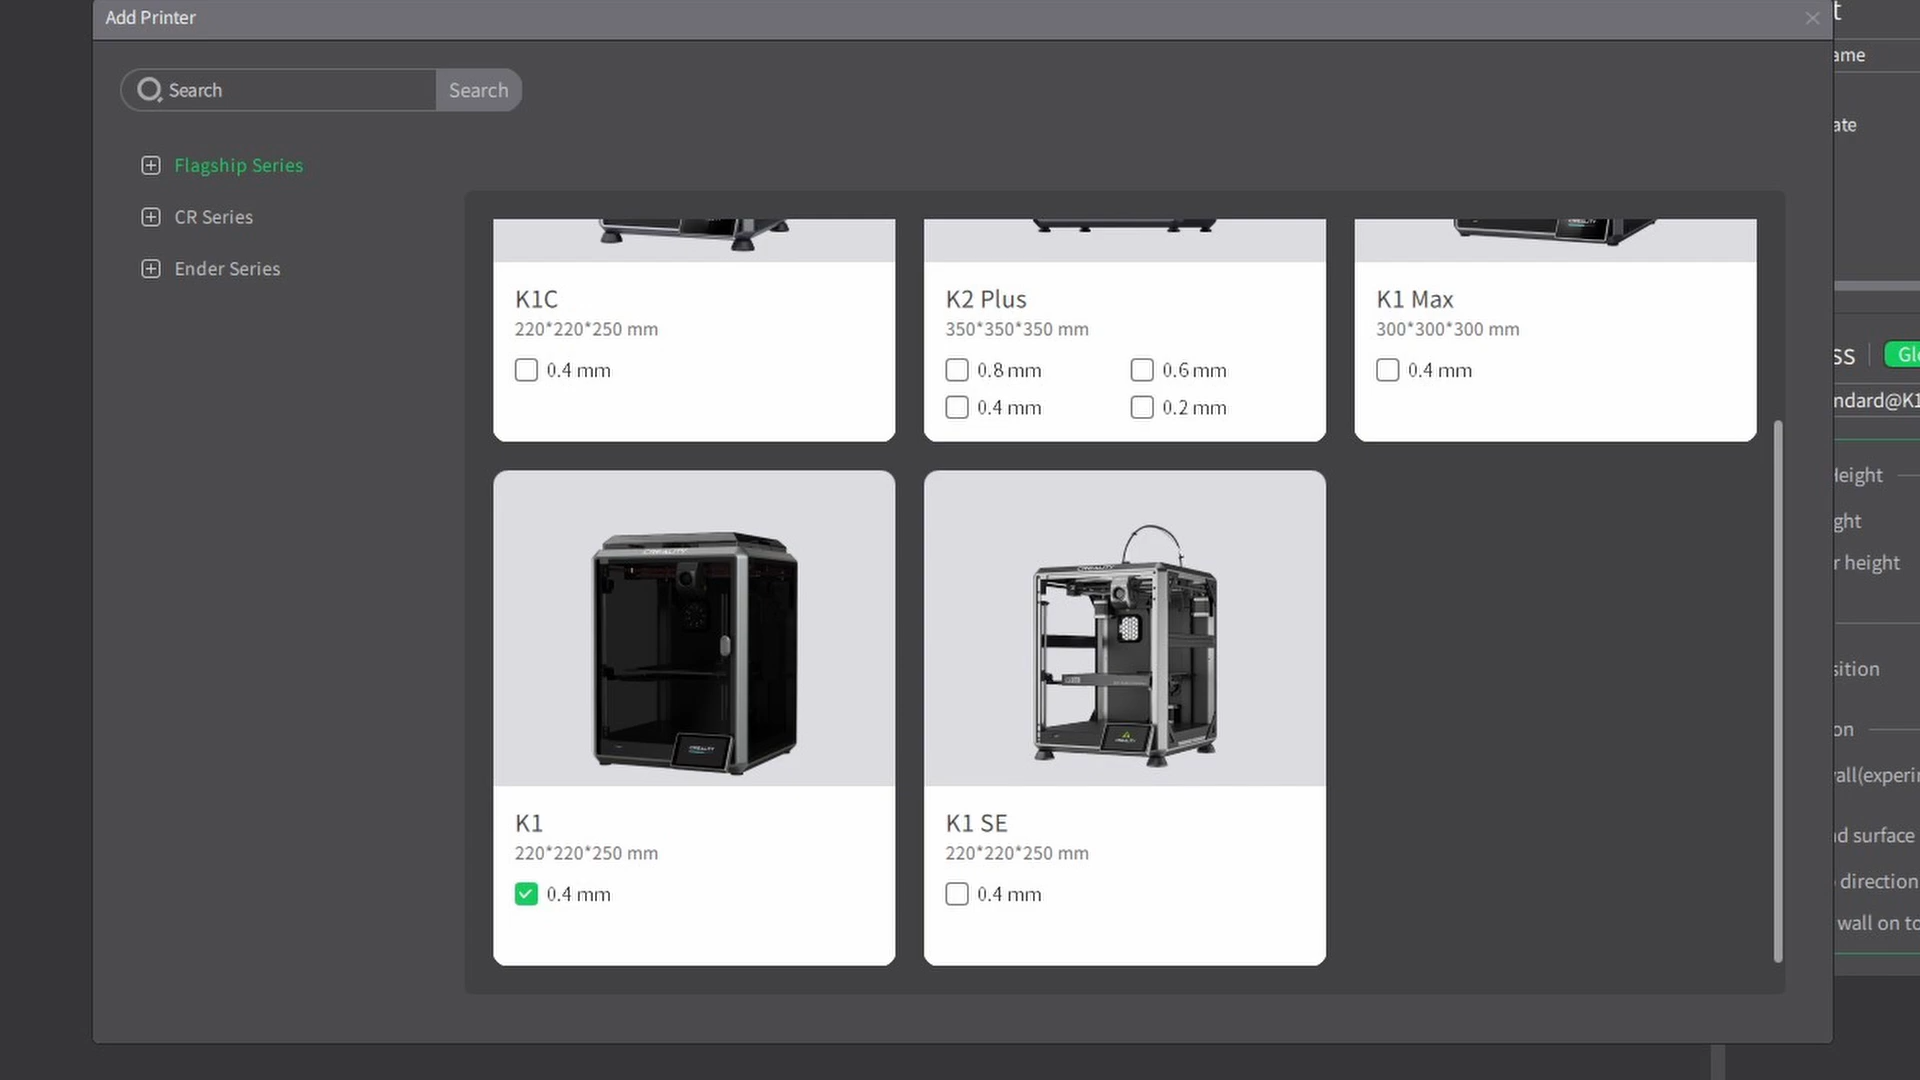 Add Printer
Search
Search
Flagship Series
CR Series
Ender Series
K1C
220*220*250 mm
0.4 mm
K2 Plus
350*350*350 mm
0.8 mm
0.6 mm
0.4 mm
0.2 mm
K1 Max
300*300*300 mm
0.4 mm
K1
220*220*250 mm
0.4 mm
K1 SE
220*220*250 mm
0.4 mm
t
ame
ate
ss
Glo
ndard@K1
Height
ght
r height
sition
on
all(experi
d surface
direction
wall on to